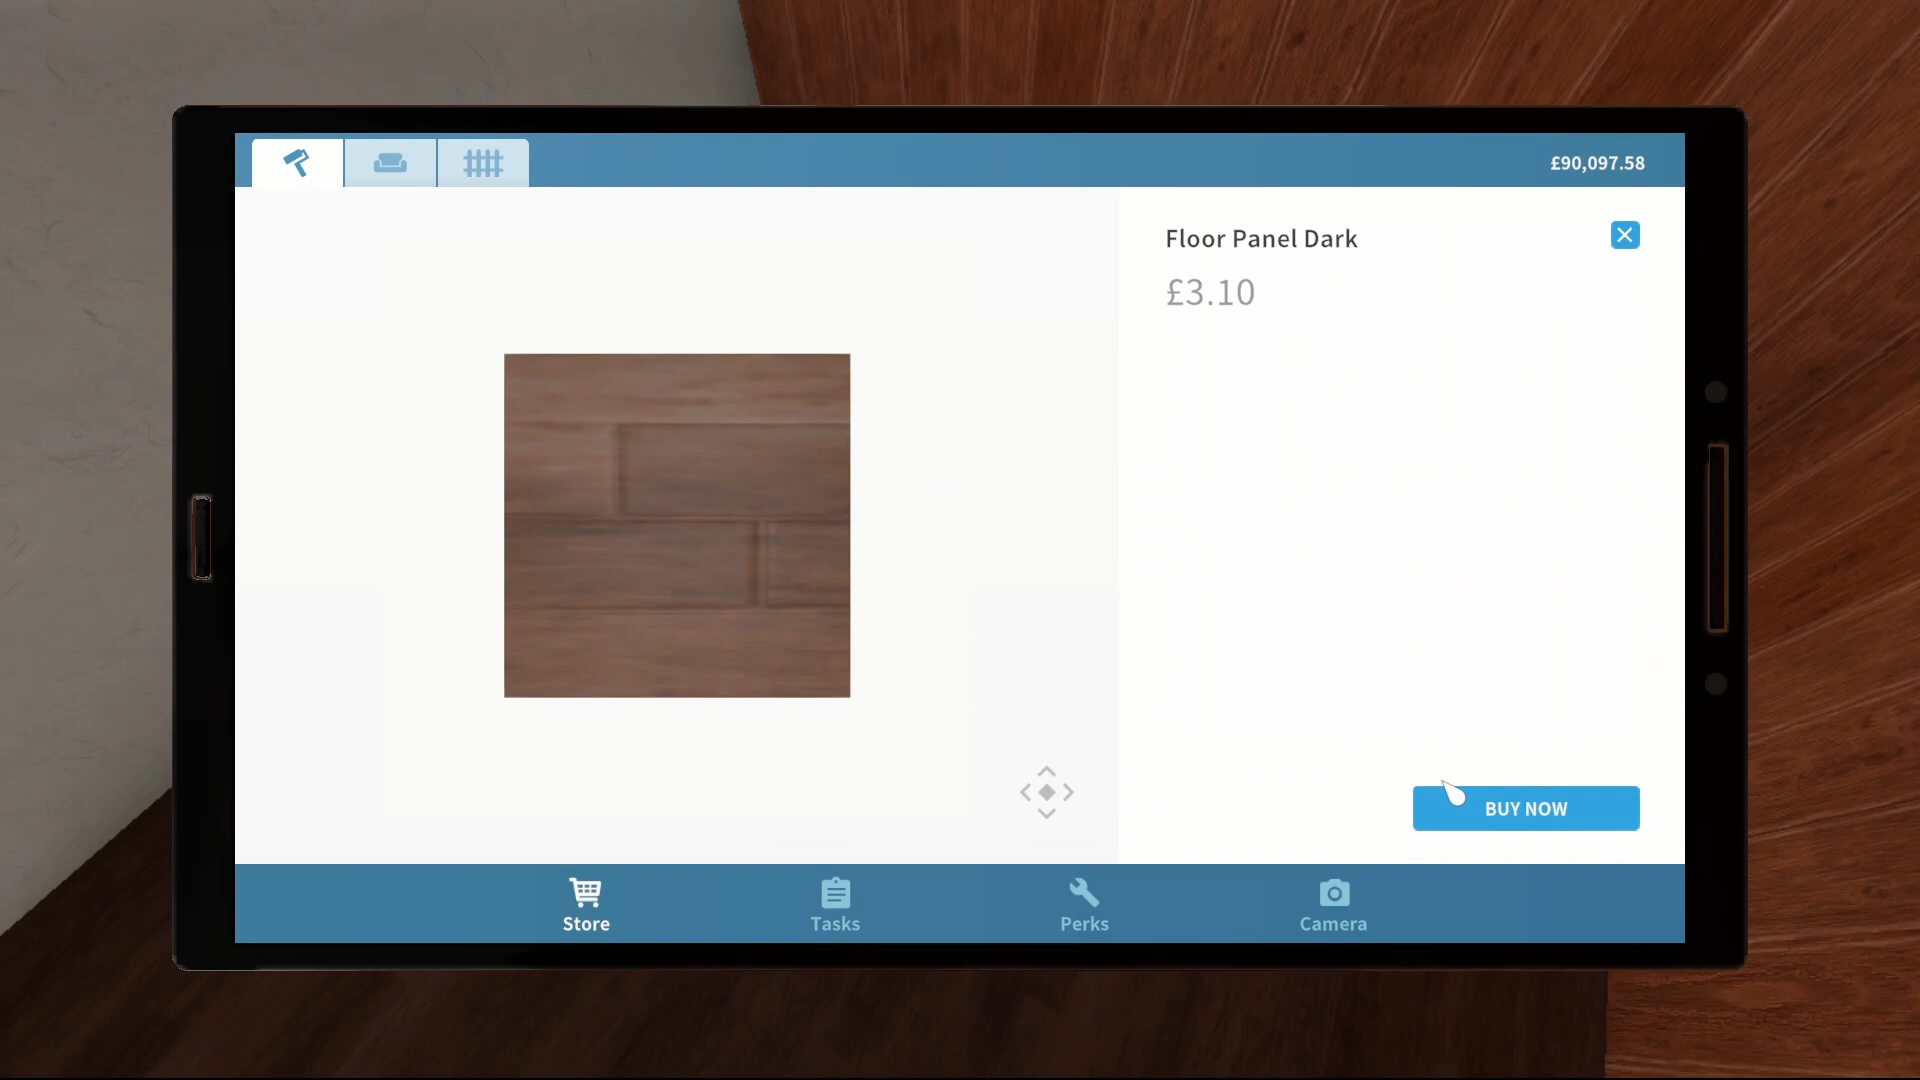 £90,097.58
Floor Panel Dark
£3.10
BUY NOW
Store
Tasks
Perks
Camera